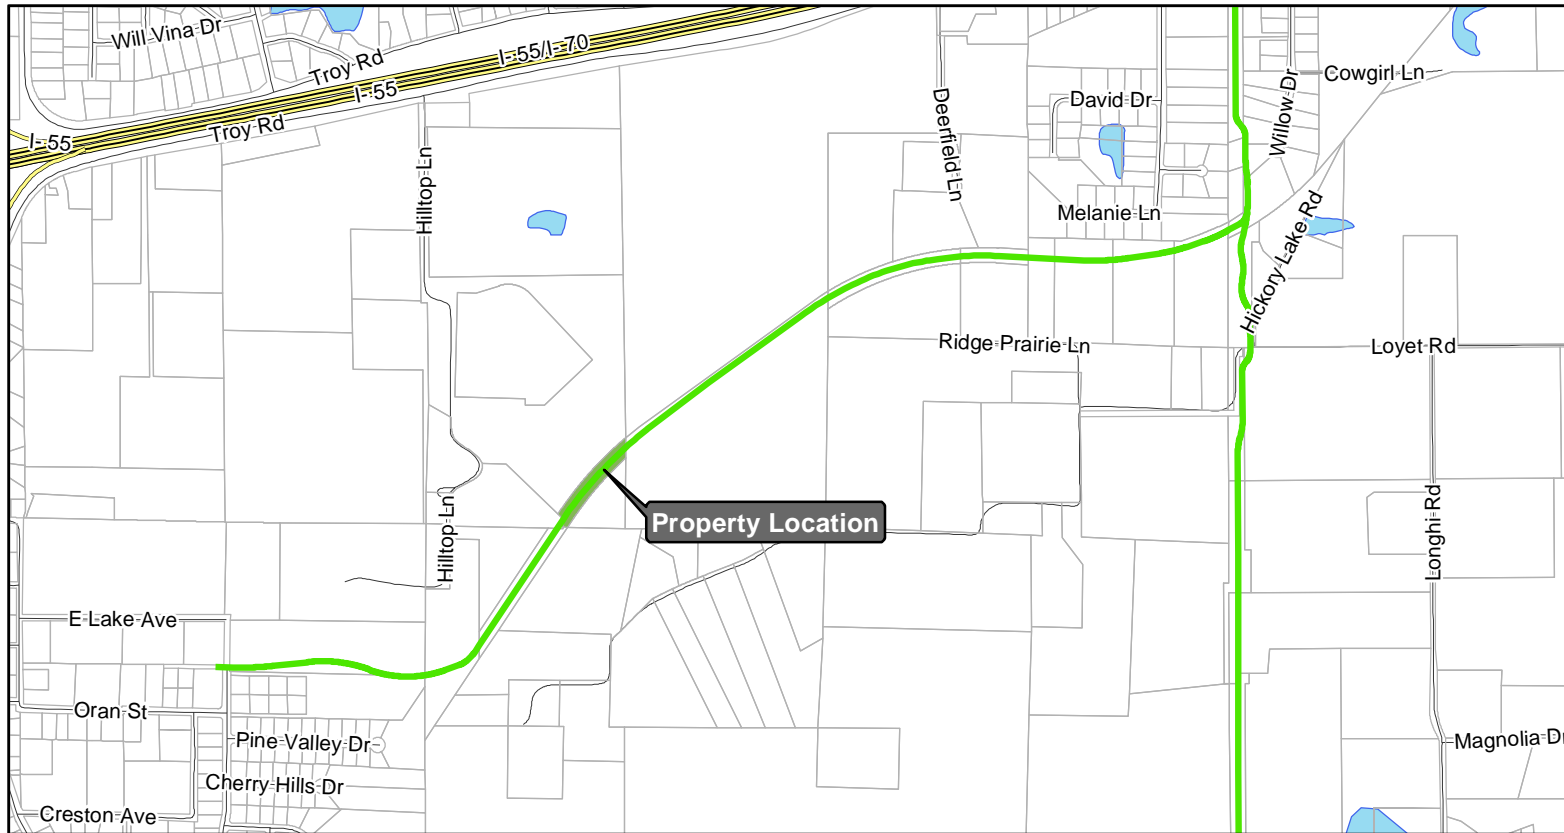 Will Vina Dr
Troy Rd
I-55/I-70
I-55
Troy Rd
I-55
Cowgirl Ln
David Dr
Willow Dr
Deerfield Ln
Hilltop Ln
Melanie Ln
Hickory Lake Rd
Ridge Prairie Ln
Loyet Rd
Property Location
Hilltop Ln
Longhi Rd
E Lake Ave
Oran St
Pine Valley Dr
Magnolia Dr
Cherry Hills Dr
Creston Ave